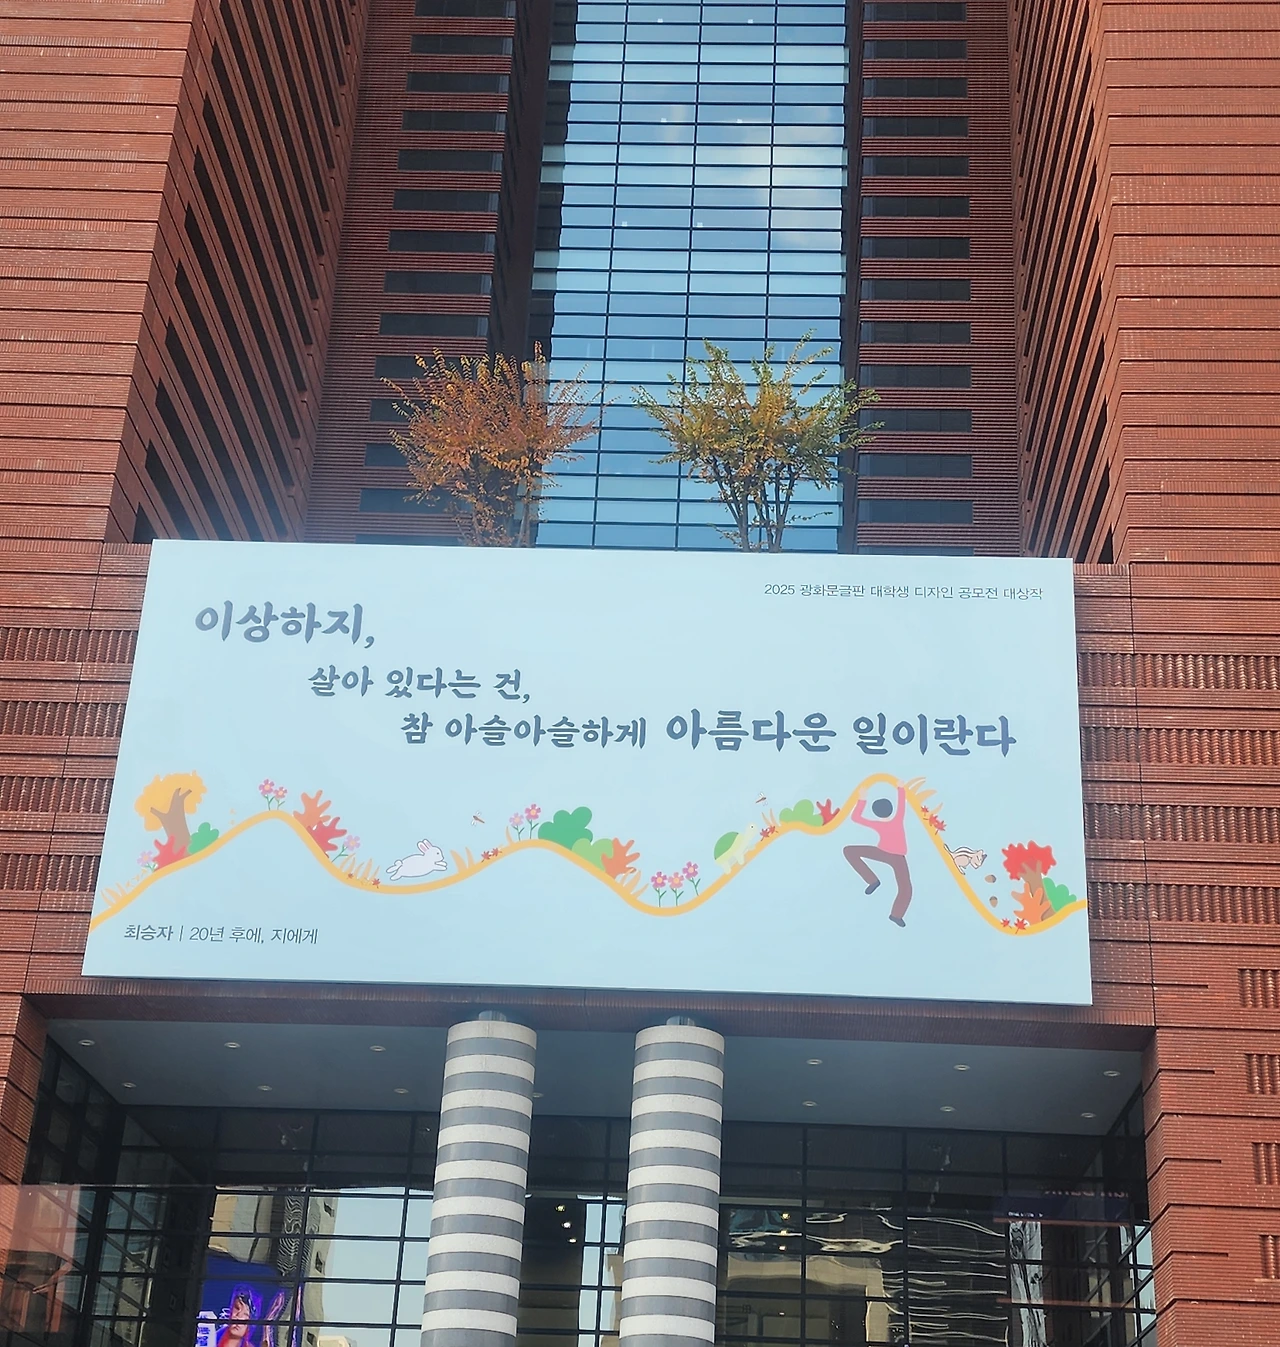 2025 광화문글판 대학생 디자인 공모전 대상작
이상하지,
살아 있다는 건,
참 아슬아슬하게 아름다운 일이란다
최승자 | 20년 후에, 지에게